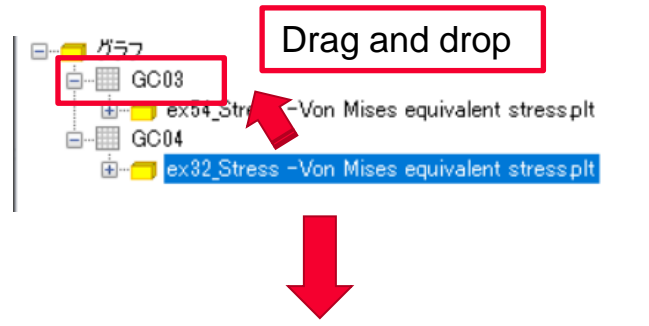 グラフ
Drag and drop
GC03
ex54_Stress -Von Mises equivalent stress.plt
GC04
ex32_Stress -Von Mises equivalent stress.plt